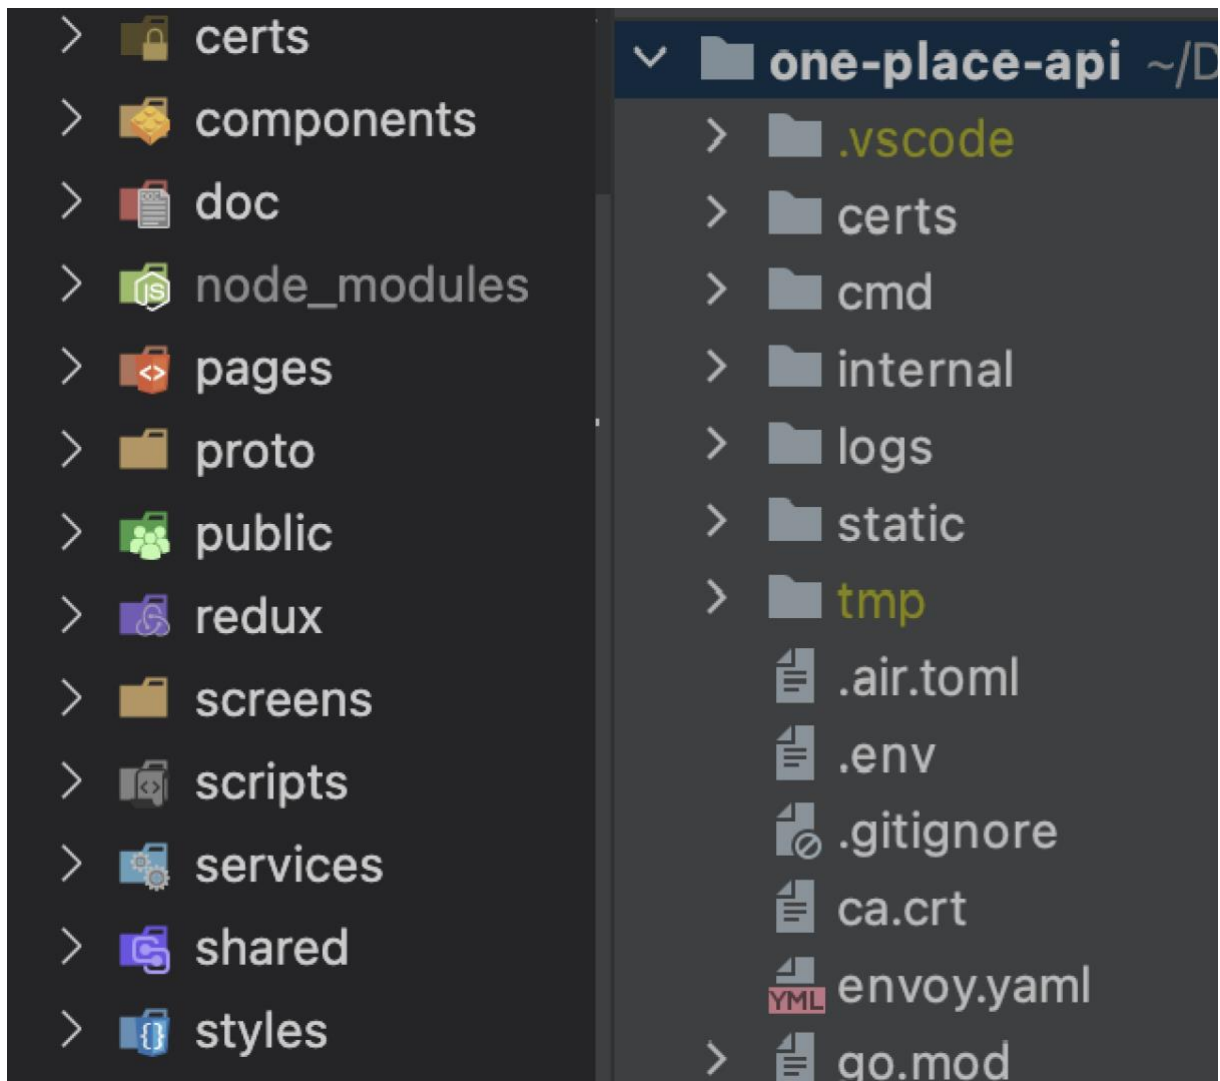 certs
components
doc
node_modules
pages
proto
public
redux
screens
scripts
services
shared
styles
one-place-api ~/D
.vscode
certs
cmd
internal
logs
static
tmp
.air.toml
.env
.gitignore
ca.crt
envoy.yaml
go.mod